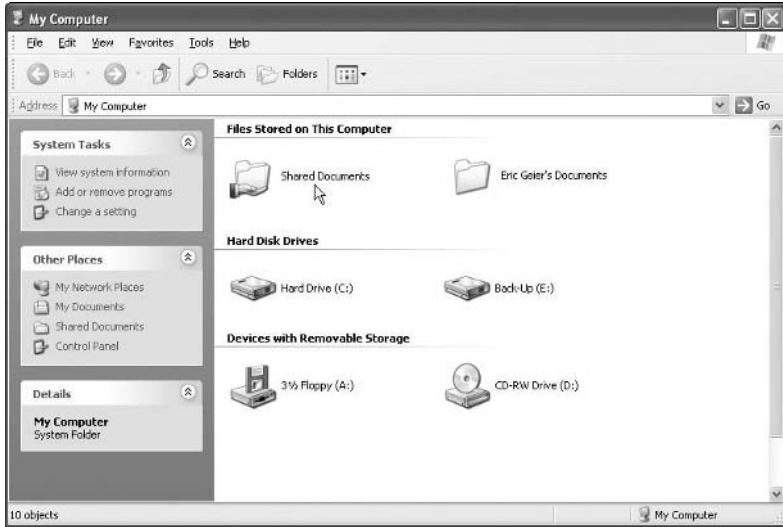 My Computer
File Edit View Favorites Tools Help
Back Search Folders
Address My Computer Go
System Tasks
View system information
Add or remove programs
Change a setting
Other Places
My Network Places
My Documents
Shared Documents
Control Panel
Details
My Computer
System Folder
Files Stored on This Computer
Shared Documents Eric Geier's Documents
Hard Disk Drives
Hard Drive (C:) Back-Up (E:)
Devices with Removable Storage
3½ Floppy (A:) CD-RW Drive (D:)
10 objects My Computer